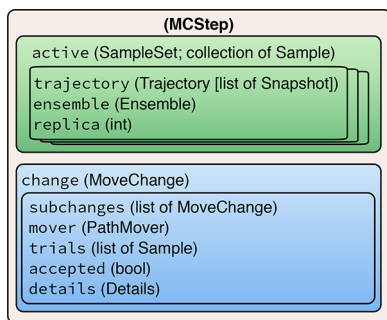 (MCStep)
active (SampleSet; collection of Sample)
trajectory (Trajectory [list of Snapshot])
ensemble (Ensemble)
replica (int)
change (MoveChange)
subchanges (list of MoveChange)
mover (PathMover)
trials (list of Sample)
accepted (bool)
details (Details)